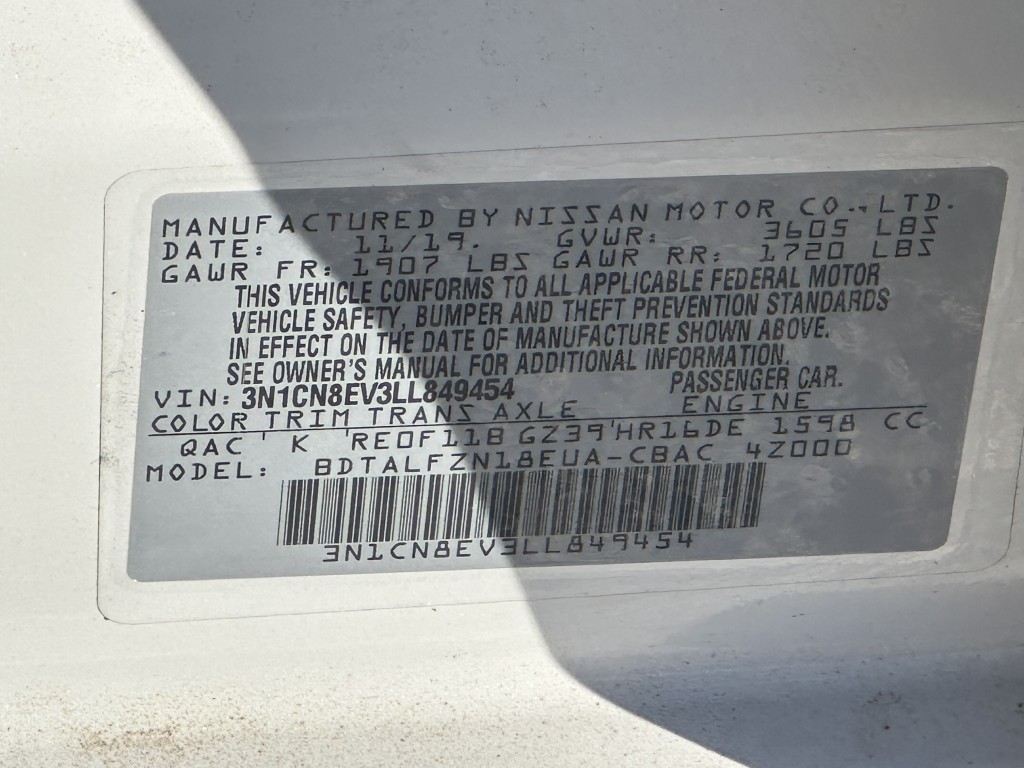 MANUFACTURED BY NISSAN MOTOR CO., LTD.
DATE: 11/19. GVWR: 3605 LBS
GAWR FR: 1907 LBS GAWR RR: 1720 LBS
THIS VEHICLE CONFORMS TO ALL APPLICABLE FEDERAL MOTOR
VEHICLE SAFETY, BUMPER AND THEFT PREVENTION STANDARDS
IN EFFECT ON THE DATE OF MANUFACTURE SHOWN ABOVE.
SEE OWNER'S MANUAL FOR ADDITIONAL INFORMATION.
VIN: 3N1CN8EV3LL849454 PASSENGER CAR.
COLOR TRIM TRANS AXLE ENGINE
QAC K RE0F11B GZ39 HR16DE 1598 CC
MODEL: BDTALFZN18EUA-CBAC 4Z000
3N1CN8EV3LL849454